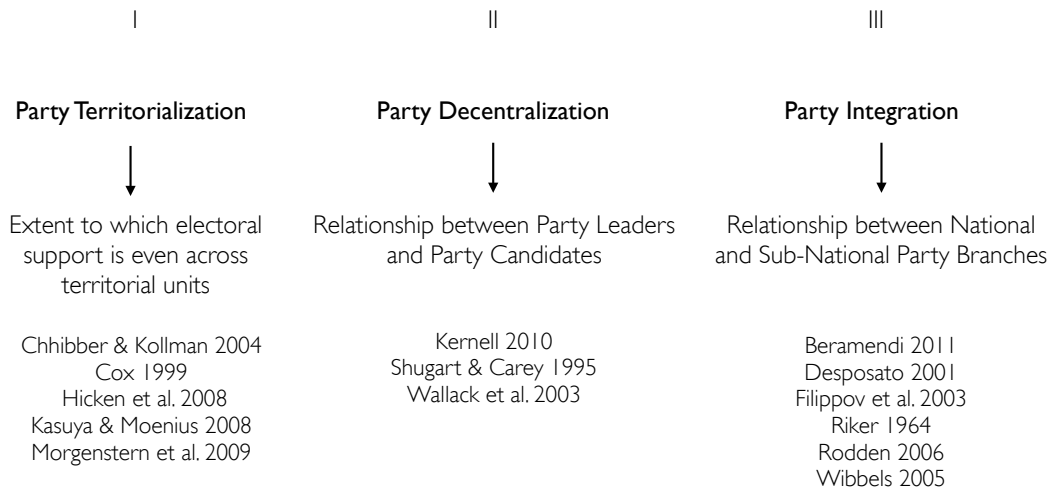 I
Party Territorialization
Extent to which electoral
support is even across
territorial units
Chhibber & Kollman 2004
Cox 1999
Hicken et al. 2008
Kasuya & Moenius 2008
Morgenstern et al. 2009
II
Party Decentralization
Relationship between Party Leaders
and Party Candidates
Kernell 2010
Shugart & Carey 1995
Wallack et al. 2003
III
Party Integration
Relationship between National
and Sub-National Party Branches
Beramendi 2011
Desposato 2001
Filippov et al. 2003
Riker 1964
Rodden 2006
Wibbels 2005